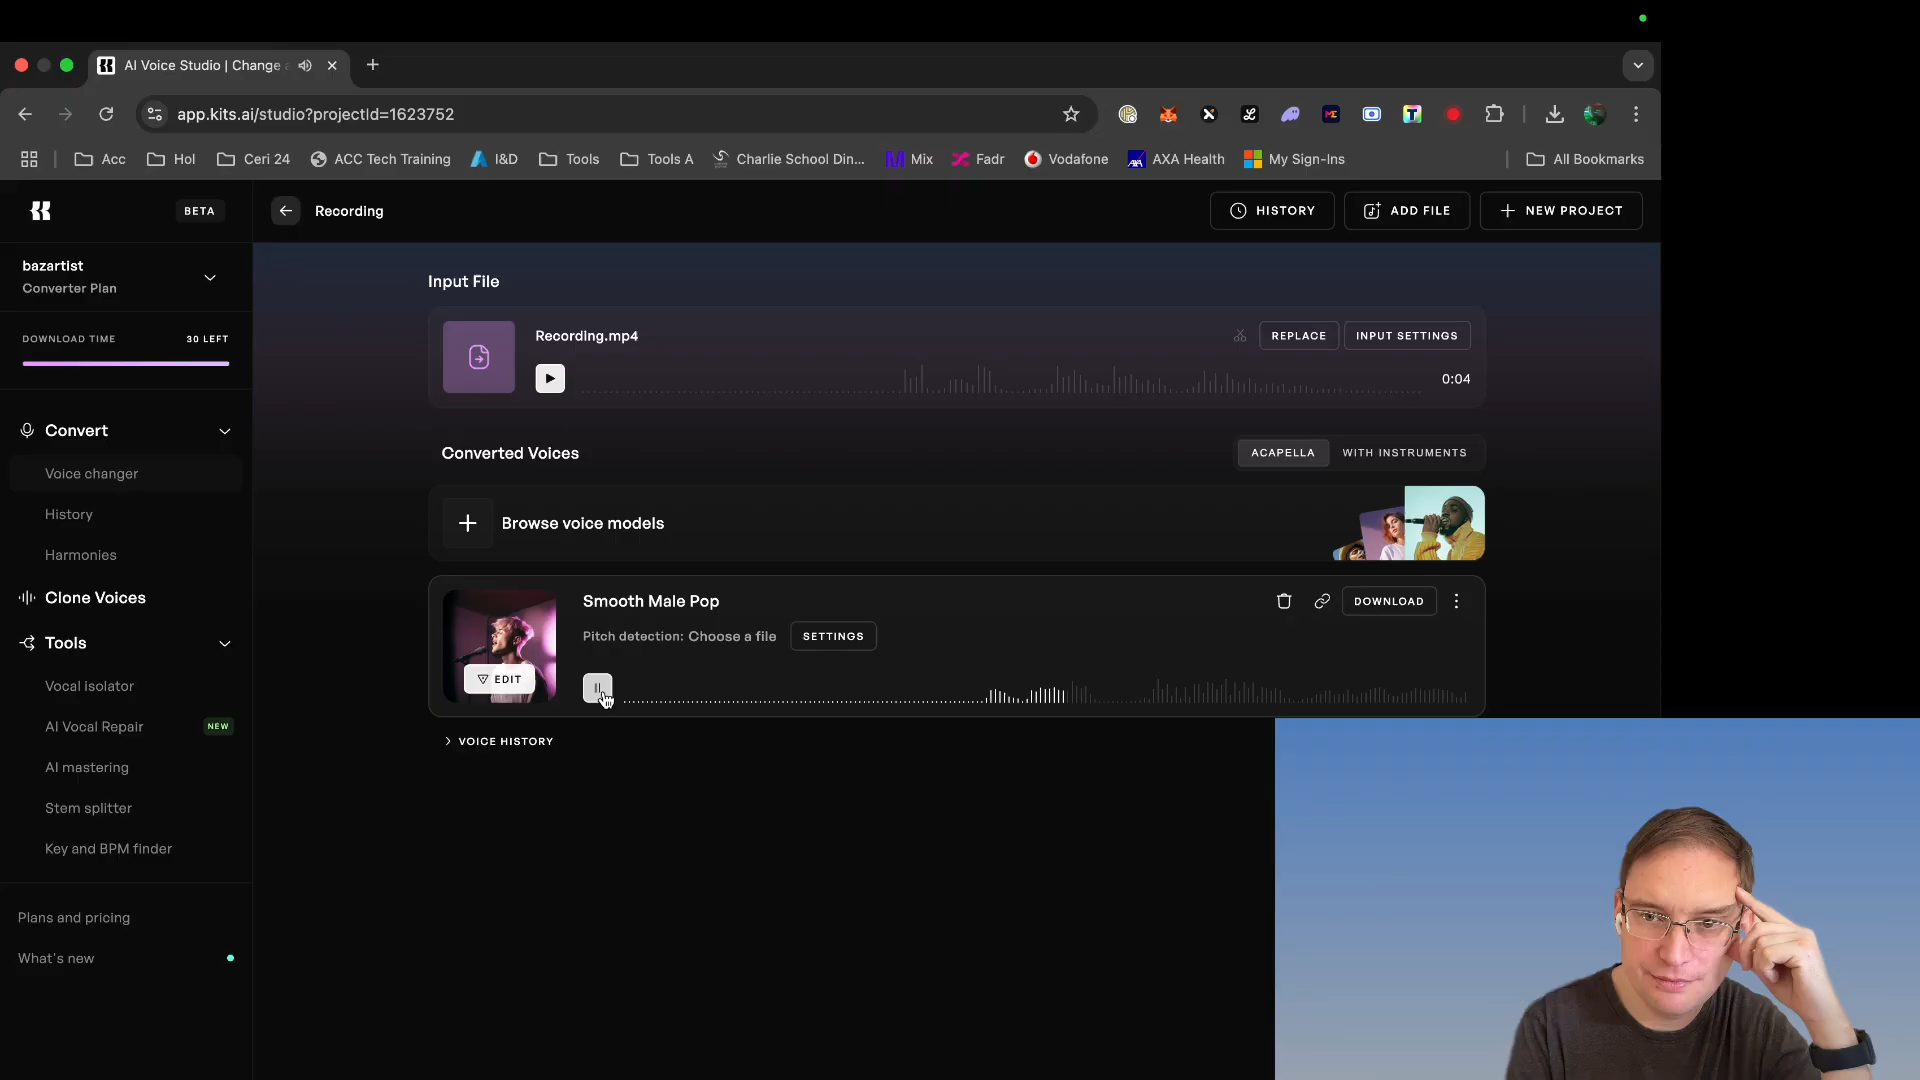 AI Voice Studio | Change a
app.kits.ai/studio?projectId=1623752
Acc
Hol
Ceri 24
ACC Tech Training
I&D
Tools
Tools A
Charlie School Din...
Mix
Fadr
Vodafone
AXA Health
My Sign-Ins
All Bookmarks
BETA
Recording
HISTORY
ADD FILE
NEW PROJECT
bazartist
Converter Plan
DOWNLOAD TIME
30 LEFT
Convert
Voice changer
History
Harmonies
Clone Voices
Tools
Vocal isolator
AI Vocal Repair
NEW
AI mastering
Stem splitter
Key and BPM finder
Plans and pricing
What's new
Input File
Recording.mp4
REPLACE
INPUT SETTINGS
0:04
Converted Voices
ACAPELLA
WITH INSTRUMENTS
Browse voice models
Smooth Male Pop
DOWNLOAD
Pitch detection: Choose a file
SETTINGS
EDIT
VOICE HISTORY